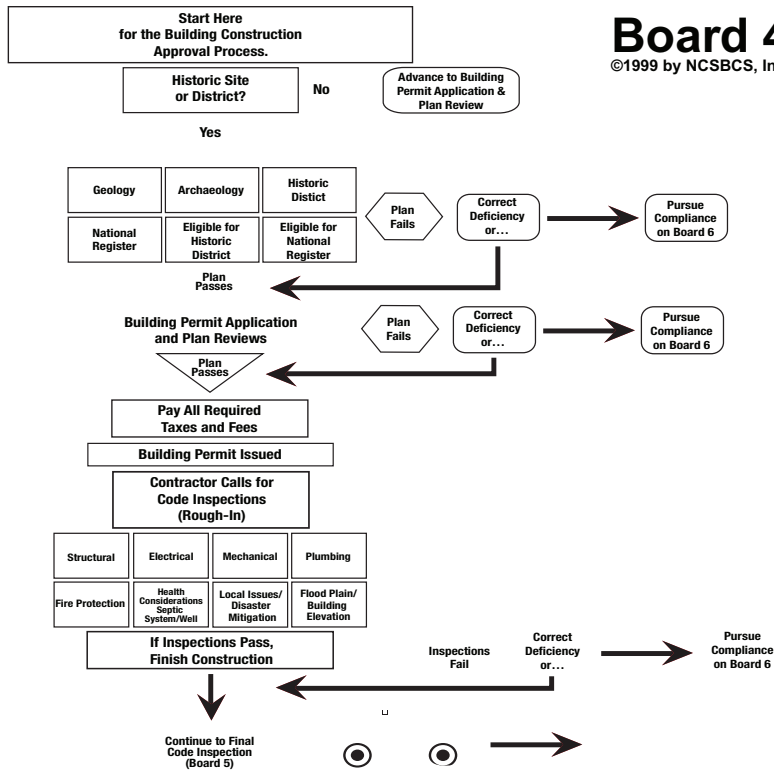 Start Here
for the Building Construction
Approval Process.
Board 4
©1999 by NCSBCS, In
Historic Site
or District?
No
Advance to Building
Permit Application &
Plan Review
Yes
Geology
Archaeology
Historic
Distict
National
Register
Eligible for
Historic
District
Eligible for
National
Register
Plan
Fails
Correct
Deficiency
or…
Pursue
Compliance
on Board 6
Plan
Passes
Building Permit Application
and Plan Reviews
Plan
Fails
Correct
Deficiency
or…
Pursue
Compliance
on Board 6
Plan
Passes
Pay All Required
Taxes and Fees
Building Permit Issued
Contractor Calls for
Code Inspections
(Rough-In)
Structural
Electrical
Mechanical
Plumbing
Fire Protection
Health
Considerations
Septic
System/Well
Local Issues/
Disaster
Mitigation
Flood Plain/
Building
Elevation
If Inspections Pass,
Finish Construction
Inspections
Fail
Correct
Deficiency
or…
Pursue
Compliance
on Board 6
Continue to Final
Code Inspection
(Board 5)